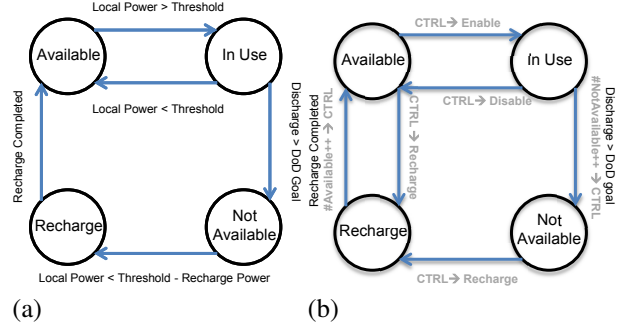 Local Power > Threshold
Available
In Use
Local Power < Threshold
Recharge Completed
Discharge > DoD Goal
Recharge
Not
Available
Local Power < Threshold - Recharge Power
(a)
CTRL→ Enable
Available
In Use
CTRL→ Disable
Recharge Completed
#Available++ → CTRL
CTRL→ Recharge
Discharge > DoD goal
#NotAvailable++ → CTRL
Recharge
Not
Available
CTRL→ Recharge
(b)